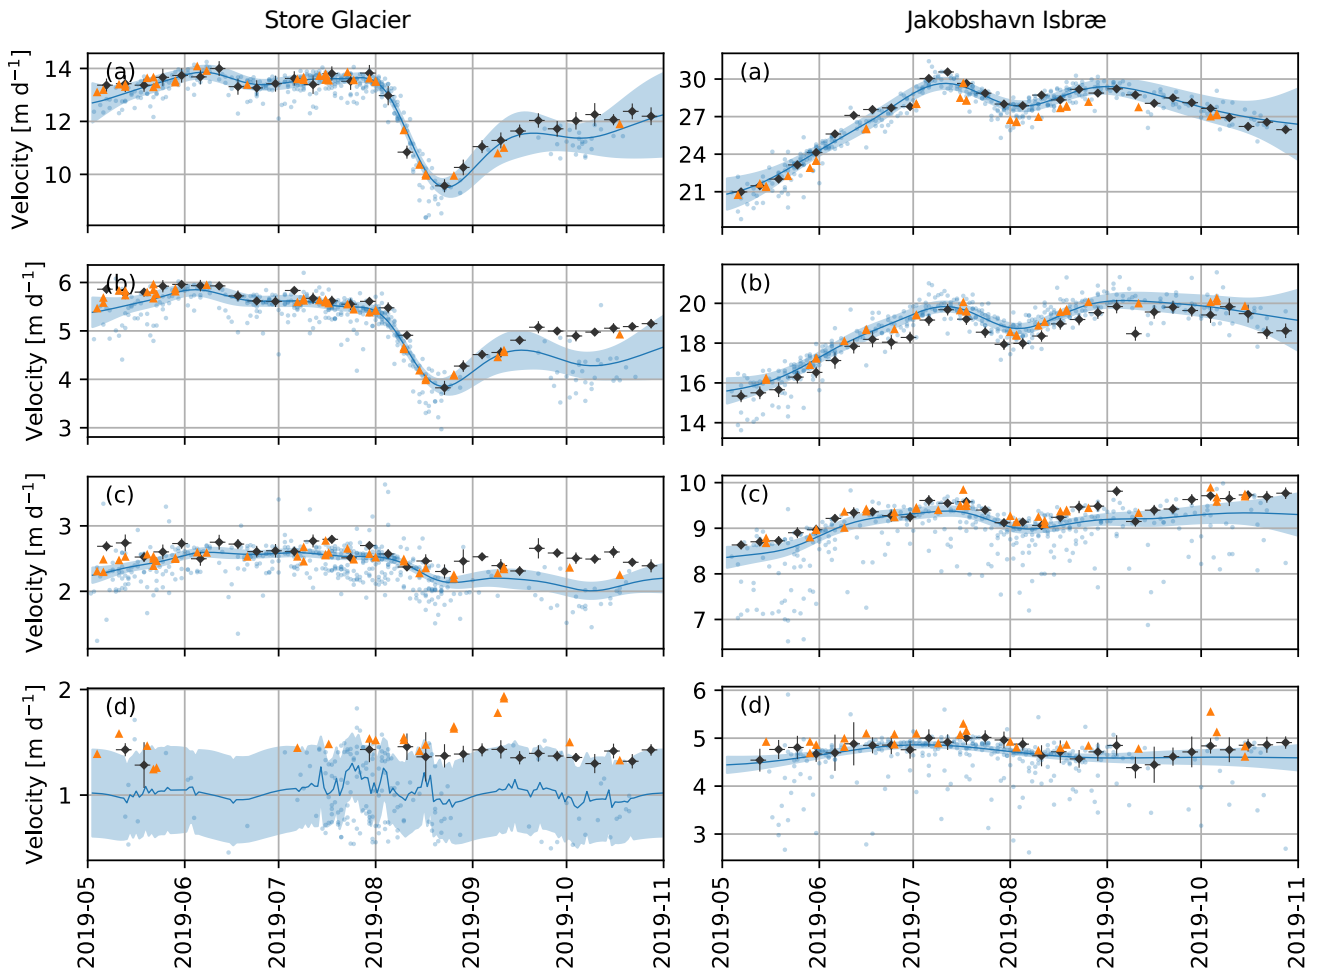 Store Glacier
Jakobshavn Isbræ
Velocity [m d⁻¹]
14
12
10
(a)
30
27
24
21
(a)
Velocity [m d⁻¹]
6
5
4
3
(b)
20
18
16
14
(b)
Velocity [m d⁻¹]
3
2
(c)
10
9
8
7
(c)
Velocity [m d⁻¹]
2
1
(d)
6
5
4
3
(d)
2019-05
2019-06
2019-07
2019-08
2019-09
2019-10
2019-11
2019-05
2019-06
2019-07
2019-08
2019-09
2019-10
2019-11